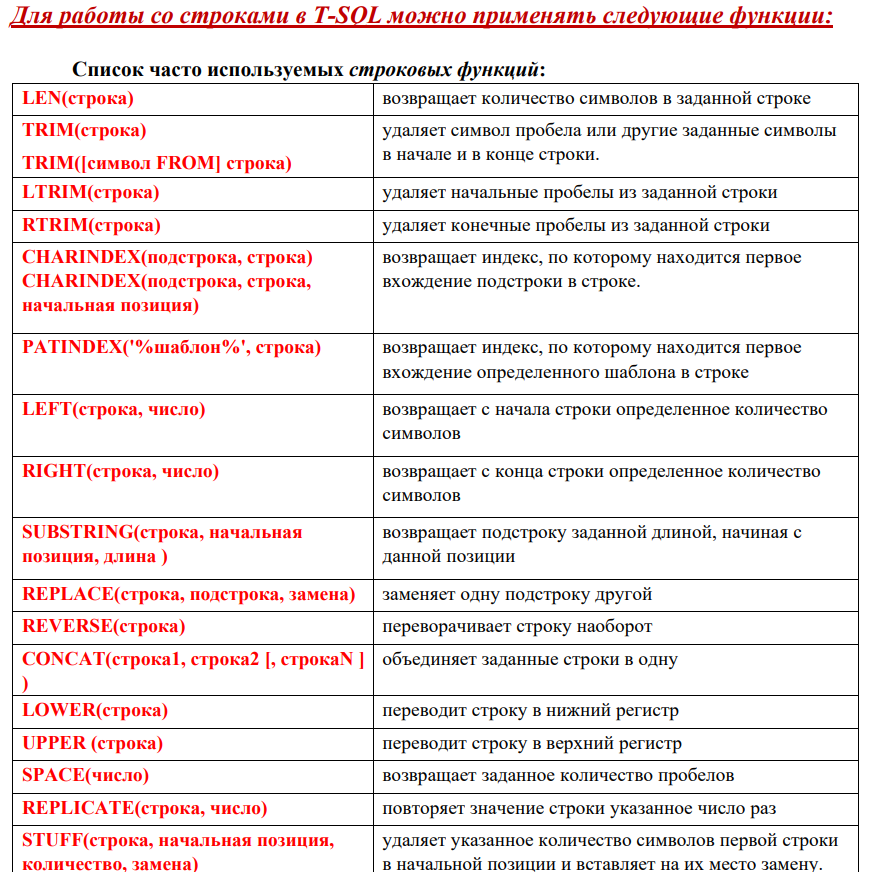 Для работы со строками в T-SQL можно применять следующие функции:
Список часто используемых строковых функций:
LEN(строка)
возвращает количество символов в заданной строке
TRIM(строка)
TRIM([символ FROM] строка)
удаляет символ пробела или другие заданные символы
в начале и в конце строки.
LTRIM(строка)
удаляет начальные пробелы из заданной строки
RTRIM(строка)
удаляет конечные пробелы из заданной строки
CHARINDEX(подстрока, строка)
CHARINDEX(подстрока, строка,
начальная позиция)
возвращает индекс, по которому находится первое
вхождение подстроки в строке.
PATINDEX('%шаблон%', строка)
возвращает индекс, по которому находится первое
вхождение определенного шаблона в строке
LEFT(строка, число)
возвращает с начала строки определенное количество
символов
RIGHT(строка, число)
возвращает с конца строки определенное количество
символов
SUBSTRING(строка, начальная
позиция, длина )
возвращает подстроку заданной длиной, начиная с
данной позиции
REPLACE(строка, подстрока, замена)
заменяет одну подстроку другой
REVERSE(строка)
переворачивает строку наоборот
CONCAT(строка1, строка2 [, строкаN ]
)
объединяет заданные строки в одну
LOWER(строка)
переводит строку в нижний регистр
UPPER (строка)
переводит строку в верхний регистр
SPACE(число)
возвращает заданное количество пробелов
REPLICATE(строка, число)
повторяет значение строки указанное число раз
STUFF(строка, начальная позиция,
количество, замена)
удаляет указанное количество символов первой строки
в начальной позиции и вставляет на их место замену.